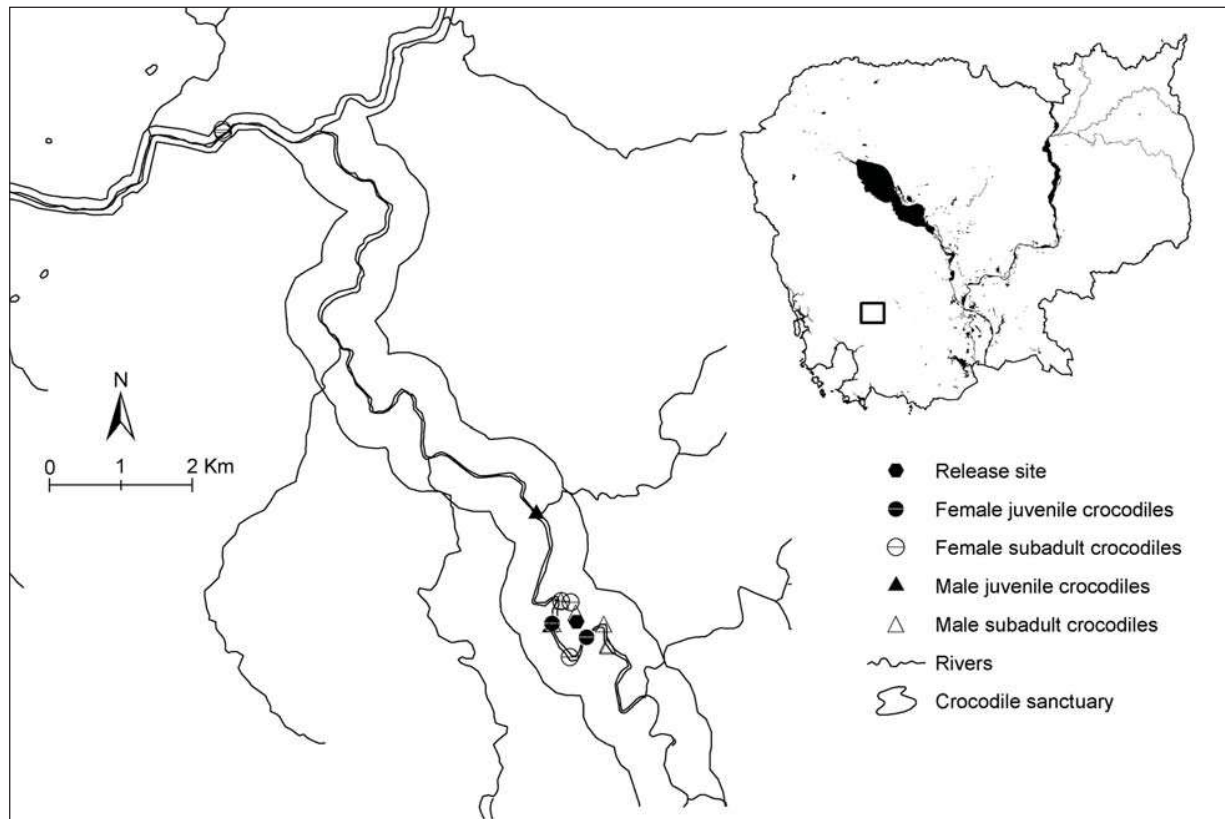 N
0 1 2 Km
Release site
Female juvenile crocodiles
Female subadult crocodiles
Male juvenile crocodiles
Male subadult crocodiles
Rivers
Crocodile sanctuary